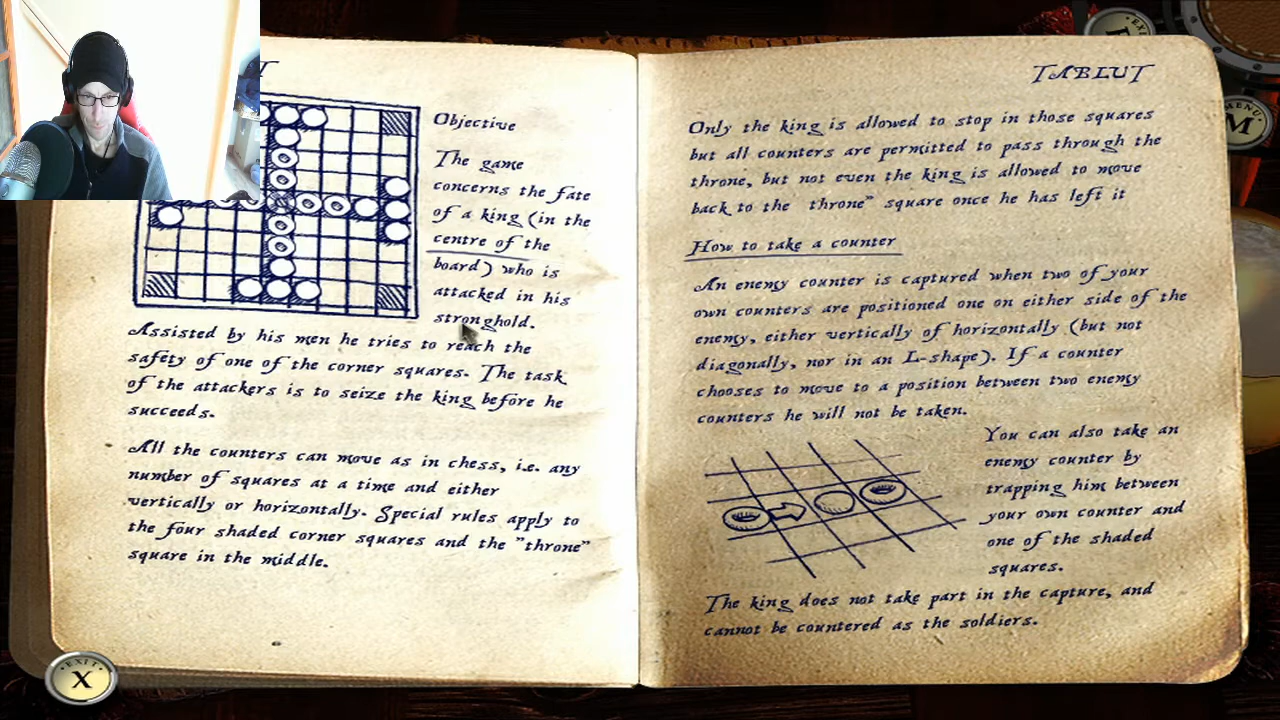 TABLUT
Objective
The game
concerns the fate
of a king (in the
centre of the
board) who is
attacked in his
stronghold.
Assisted by his men he tries to reach the
safety of one of the corner squares. The task
of the attackers is to seize the king before he
succeeds.
All the counters can move as in chess, i.e. any
number of squares at a time and either
vertically or horizontally. Special rules apply to
the four shaded corner squares and the "throne"
square in the middle.
EXIT
X
TABLUT
Only the king is allowed to stop in those squares
but all counters are permitted to pass through the
throne, but not even the king is allowed to move
back to the throne" square once he has left it
How to take a counter
An enemy counter is captured when two of your
own counters are positioned one on either side of the
enemy, either vertically of horizontally (but not
diagonally, nor in an L-shape). If a counter
chooses to move to a position between two enemy
counters he will not be taken.
You can also take an
enemy counter by
trapping him between
your own counter and
one of the shaded
squares.
The king does not take part in the capture, and
cannot be countered as the soldiers.
MENU
M